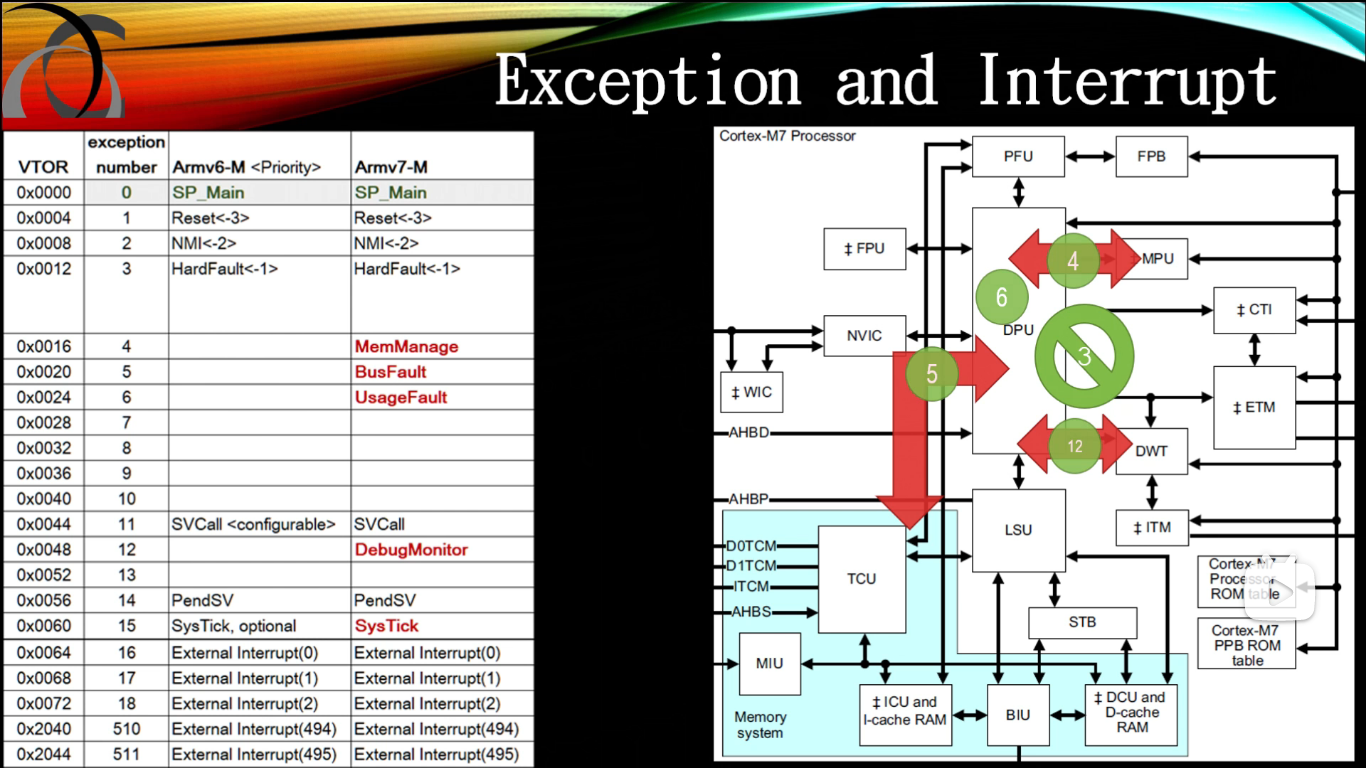 Exception and Interrupt
VTOR exception number Armv6-M <Priority> Armv7-M
0x0000 0 SP_Main SP_Main
0x0004 1 Reset<-3> Reset<-3>
0x0008 2 NMI<-2> NMI<-2>
0x0012 3 HardFault<-1> HardFault<-1>
0x0016 4 MemManage
0x0020 5 BusFault
0x0024 6 UsageFault
0x0028 7
0x0032 8
0x0036 9
0x0040 10
0x0044 11 SVCall <configurable> SVCall
0x0048 12 DebugMonitor
0x0052 13
0x0056 14 PendSV PendSV
0x0060 15 SysTick, optional SysTick
0x0064 16 External Interrupt(0) External Interrupt(0)
0x0068 17 External Interrupt(1) External Interrupt(1)
0x0072 18 External Interrupt(2) External Interrupt(2)
0x2040 510 External Interrupt(494) External Interrupt(494)
0x2044 511 External Interrupt(495) External Interrupt(495)
Cortex-M7 Processor
PFU
FPB
‡ FPU
4
‡ MPU
6
DPU
‡ CTI
NVIC
3
5
‡ WIC
‡ ETM
AHBD
12
DWT
AHBP
LSU
‡ ITM
D0TCM
D1TCM
ITCM
AHBS
TCU
Cortex-M7
Processor
ROM table
STB
Cortex-M7
PPB ROM
table
MIU
‡ ICU and
I-cache RAM
BIU
‡ DCU and
D-cache
RAM
Memory
system